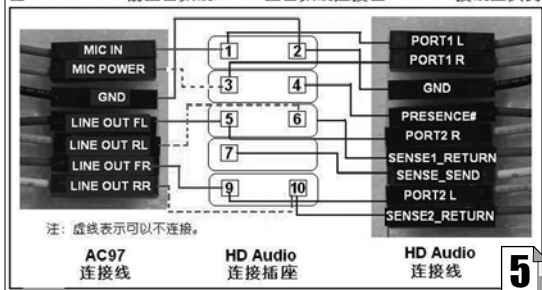 MIC IN
MIC POWER
GND
LINE OUT FL
LINE OUT RL
LINE OUT FR
LINE OUT RR
1 2
3 4
5 6
7
9 10
PORT1 L
PORT1 R
GND
PRESENCE#
PORT2 R
SENSE1_RETURN
SENSE_SEND
PORT2 L
SENSE2_RETURN
注：虚线表示可以不连接。
AC97
连接线
HD Audio
连接插座
HD Audio
连接线
5